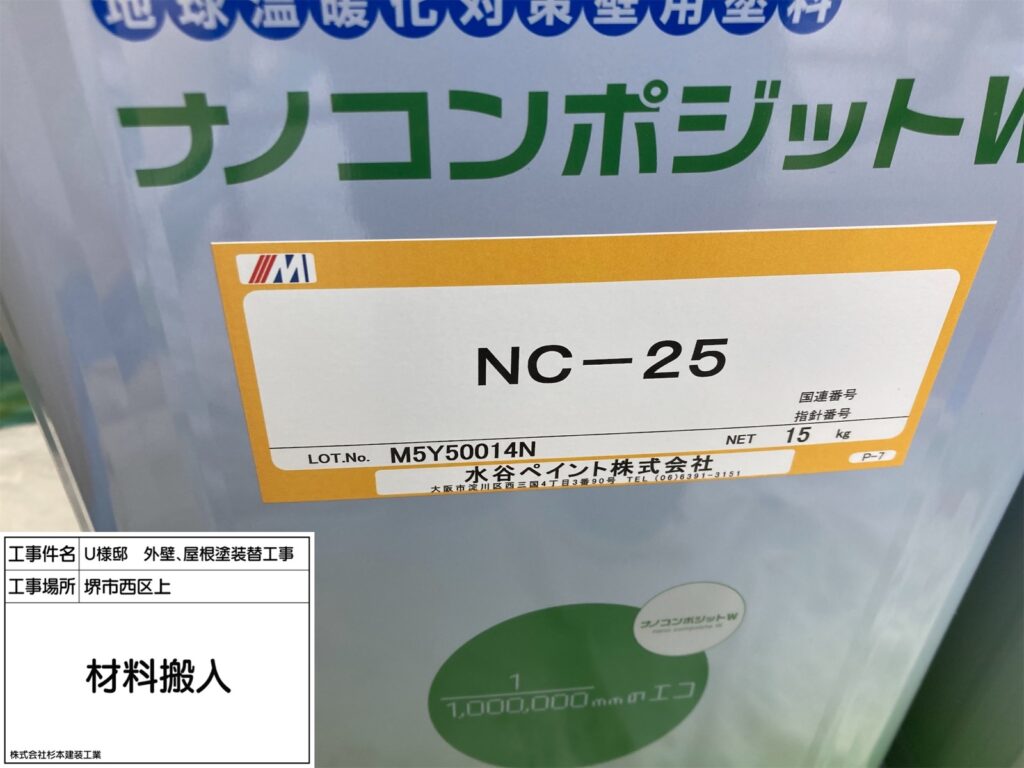 地球温暖化対策壁用塗料
ナノコンポジットW
M
NC-25
国連番号
指針番号
LOT.No. M5Y50014N NET 15 kg
水谷ペイント株式会社
大阪市淀川区西三国4丁目3番90号 TEL (06)6391-3151
P-7
ナノコンポジットW
nano composite W
1
1,000,000mmのエコ
工事件名 U様邸 外壁、屋根塗装替工事
工事場所 堺市西区上
材料搬入
株式会社杉本建装工業